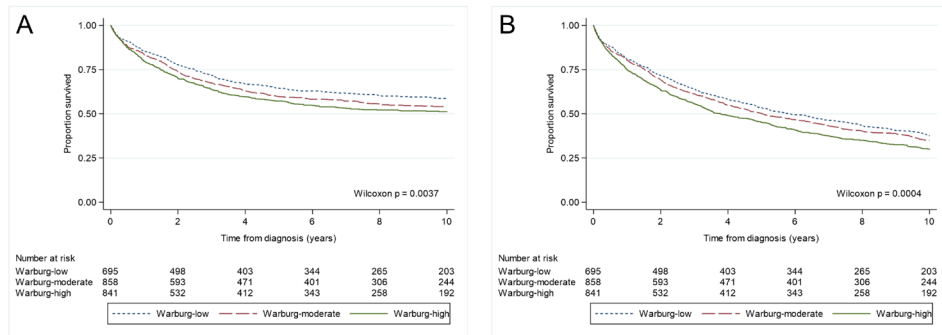 A
Proportion survived
1.00
0.75
0.50
0.25
0.00
Wilcoxon p = 0.0037
0 2 4 6 8 10
Time from diagnosis (years)
Number at risk
Warburg-low 695 498 403 344 265 203
Warburg-moderate 858 593 471 401 306 244
Warburg-high 841 532 412 343 258 192
Warburg-low Warburg-moderate Warburg-high
B
Proportion survived
1.00
0.75
0.50
0.25
0.00
Wilcoxon p = 0.0004
0 2 4 6 8 10
Time from diagnosis (years)
Number at risk
Warburg-low 695 498 403 344 265 203
Warburg-moderate 858 593 471 401 306 244
Warburg-high 841 532 412 343 258 192
Warburg-low Warburg-moderate Warburg-high